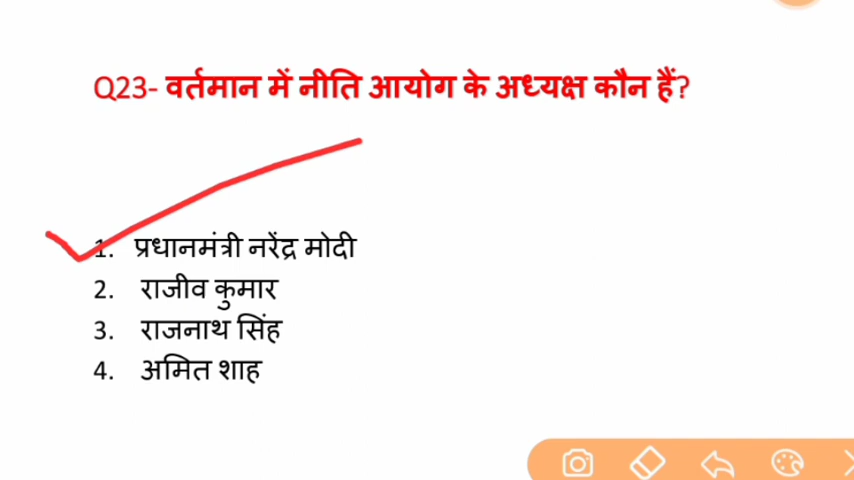 Q23- वर्तमान में नीति आयोग के अध्यक्ष कौन हैं?
1. प्रधानमंत्री नरेंद्र मोदी
2. राजीव कुमार
3. राजनाथ सिंह
4. अमित शाह